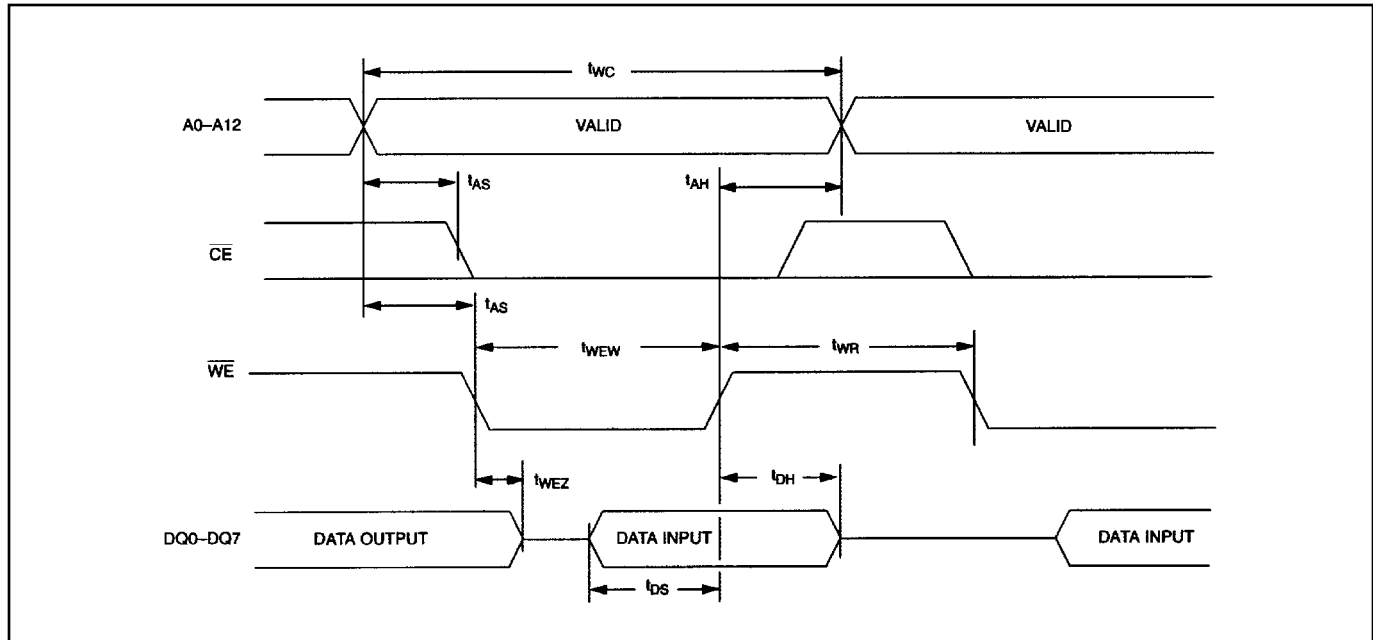 tWC
A0–A12 VALID VALID
tAS tAH
CE
tAS
tWEW tWR
WE
tWEZ tDH
DQ0–DQ7 DATA OUTPUT DATA INPUT DATA INPUT
tDS